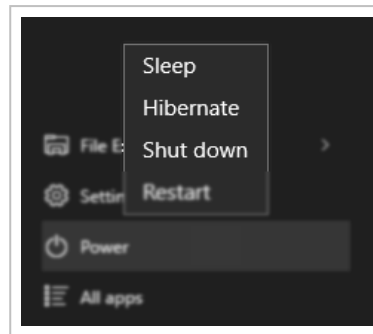 Sleep
Hibernate
Shut down
Restart
File E
Settin
Power
All apps